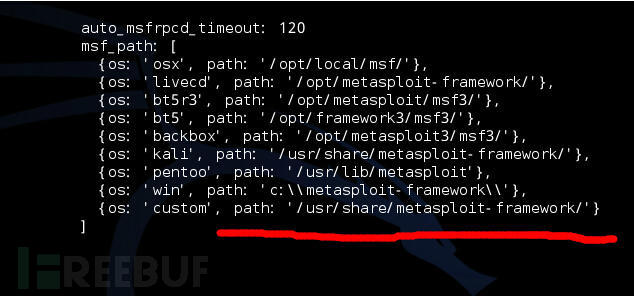 auto_msfrpcd_timeout: 120
msf_path: [
{os: 'osx', path: '/opt/local/msf/'},
{os: 'livecd', path: '/opt/metasploit-framework/'},
{os: 'bt5r3', path: '/opt/metasploit/msf3/'},
{os: 'bt5', path: '/opt/framework3/msf3/'},
{os: 'backbox', path: '/opt/metasploit3/msf3/'},
{os: 'kali', path: '/usr/share/metasploit-framework/'},
{os: 'pentoo', path: '/usr/lib/metasploit'},
{os: 'win', path: 'c:\\metasploit-framework\\'},
{os: 'custom', path: '/usr/share/metasploit-framework/'}
]
FREEBUF